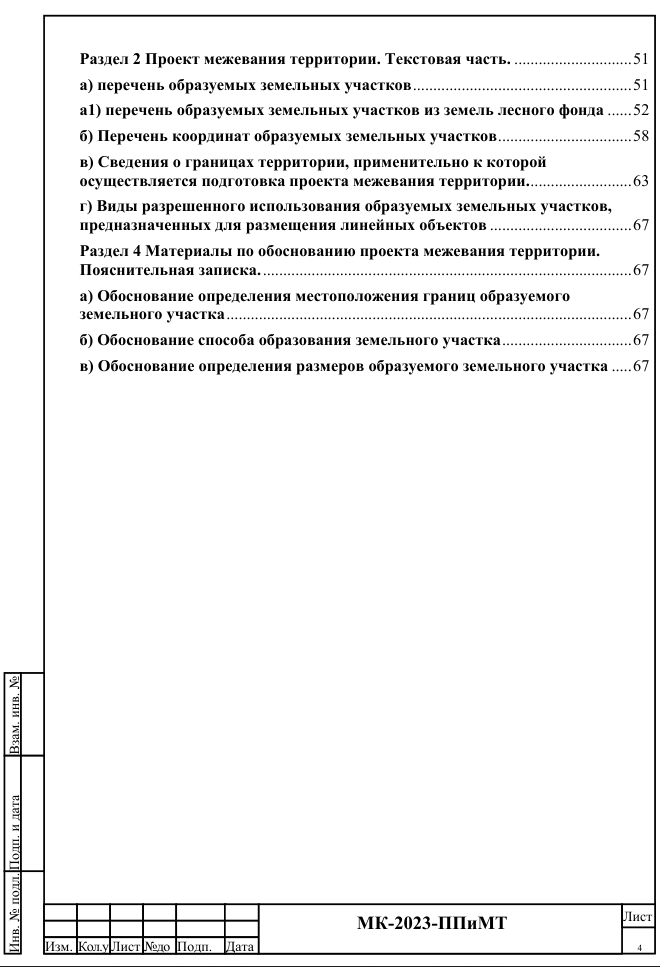 Раздел 2 Проект межевания территории. Текстовая часть. ............................51
а) перечень образуемых земельных участков.....................................................51
а1) перечень образуемых земельных участков из земель лесного фонда ......52
б) Перечень координат образуемых земельных участков................................58
в) Сведения о границах территории, применительно к которой
осуществляется подготовка проекта межевания территории.........................63
г) Виды разрешенного использования образуемых земельных участков,
предназначенных для размещения линейных объектов ..................................67
Раздел 4 Материалы по обоснованию проекта межевания территории.
Пояснительная записка.........................................................................................67
а) Обоснование определения местоположения границ образуемого
земельного участка.................................................................................................67
б) Обоснование способа образования земельного участка...............................67
в) Обоснование определения размеров образуемого земельного участка .....67
Взам. инв. №
Подп. и дата
Инв. № подл.
МК-2023-ППиМТ
Лист
4
Изм. Кол.у Лист №до Подп. Дата